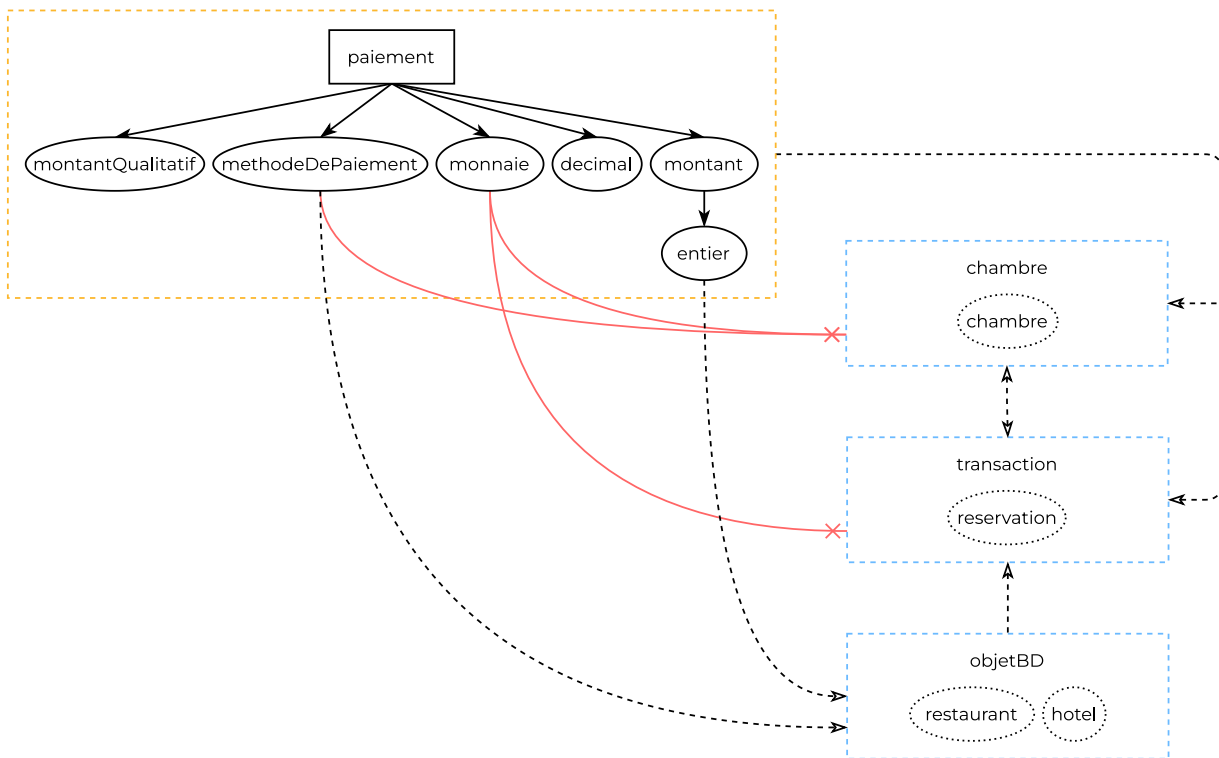 paiement
montantQualitatif
methodeDePaiement
monnaie
decimal
montant
entier
chambre
chambre
transaction
reservation
objetBD
restaurant
hotel